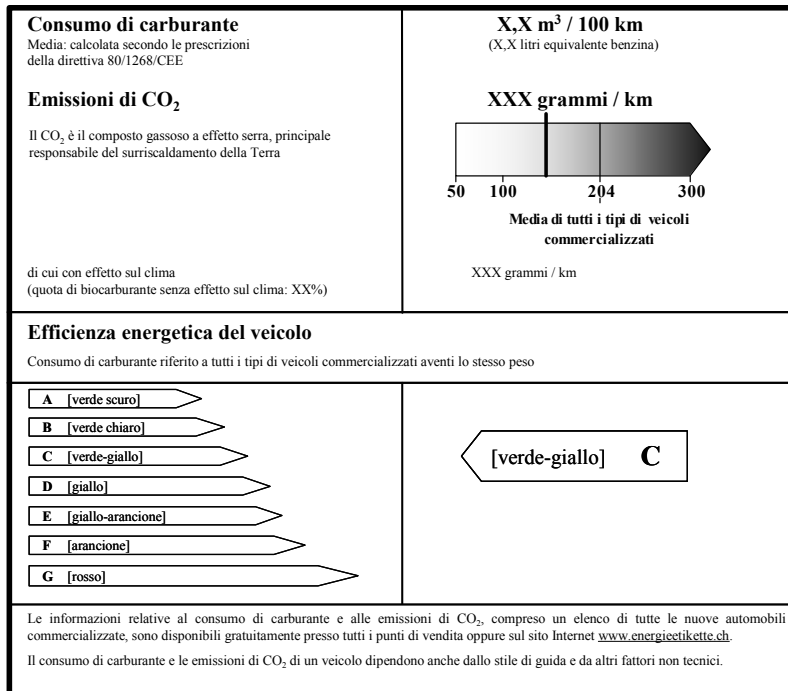 Consumo di carburante
Media: calcolata secondo le prescrizioni
della direttiva 80/1268/CEE
X,X m³ / 100 km
(X,X litri equivalente benzina)
Emissioni di CO₂
Il CO₂ è il composto gassoso a effetto serra, principale
responsabile del surriscaldamento della Terra
XXX grammi / km
50 100 204 300
Media di tutti i tipi di veicoli
commercializzati
di cui con effetto sul clima
(quota di biocarburante senza effetto sul clima: XX%)
XXX grammi / km
Efficienza energetica del veicolo
Consumo di carburante riferito a tutti i tipi di veicoli commercializzati aventi lo stesso peso
A [verde scuro]
B [verde chiaro]
C [verde-giallo]
D [giallo]
E [giallo-arancione]
F [arancione]
G [rosso]
[verde-giallo] C
Le informazioni relative al consumo di carburante e alle emissioni di CO₂, compreso un elenco di tutte le nuove automobili
commercializzate, sono disponibili gratuitamente presso tutti i punti di vendita oppure sul sito Internet www.energieetikette.ch.
Il consumo di carburante e le emissioni di CO₂ di un veicolo dipendono anche dallo stile di guida e da altri fattori non tecnici.